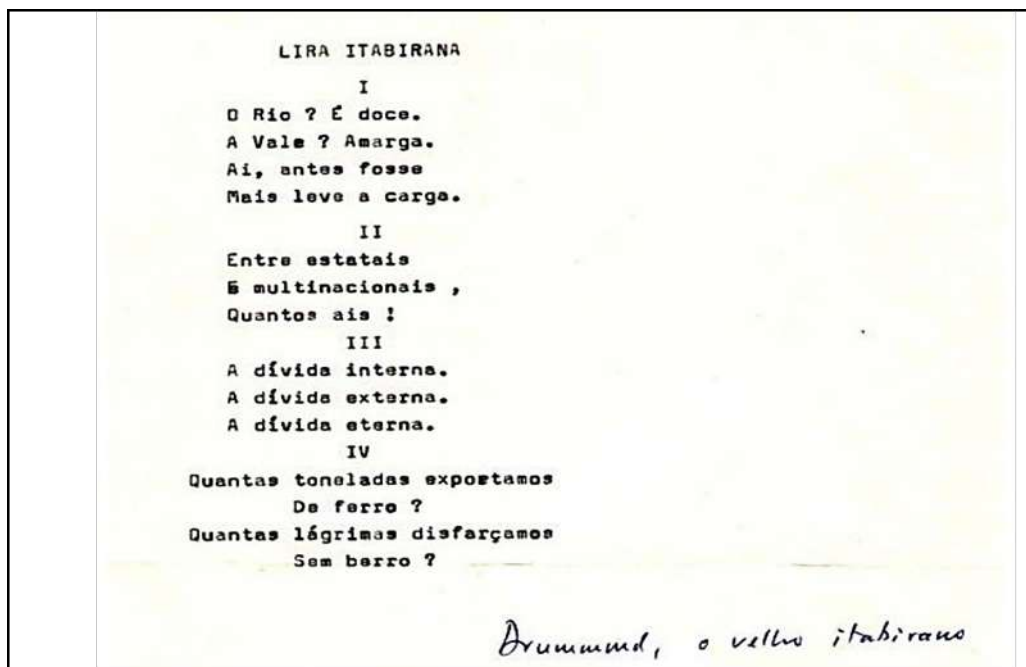 LIRA ITABIRANA
I
O Rio ? É doce.
A Vale ? Amarga.
Ai, antes fosse
Mais leve a carga.
II
Entre estatais
E multinacionais ,
Quantos ais !
III
A dívida interna.
A dívida externa.
A dívida eterna.
IV
Quantas toneladas exportamos
De ferro ?
Quantas lágrimas disfarçamos
Sem berro ?
Drummond, o velho itabirano